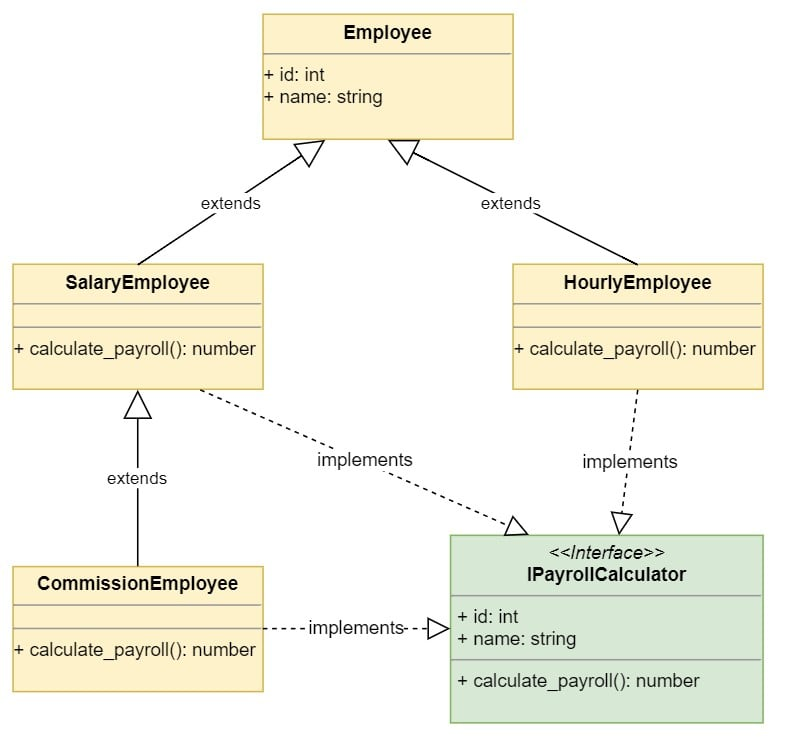 Employee
+ id: int
+ name: string
extends
extends
SalaryEmployee
+ calculate_payroll(): number
HourlyEmployee
+ calculate_payroll(): number
implements
implements
extends
<<Interface>>
IPayrollCalculator
+ id: int
+ name: string
+ calculate_payroll(): number
CommissionEmployee
+ calculate_payroll(): number
implements